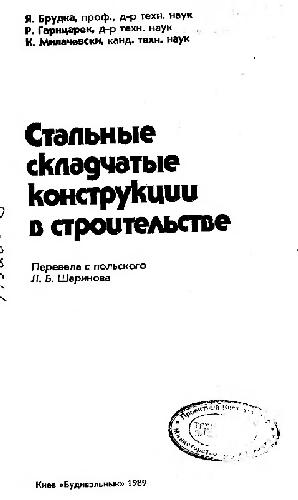 Я. Брудка, проф., д-р техн. наук
Р. Гарнцарек, д-р техн. наук
К. Милачевски, канд. техн. наук
Стальные
складчатые
конструкции
в строительстве
Перевела с польского
Л. Б. Шаринова
Киев «Будивэльнык» 1989